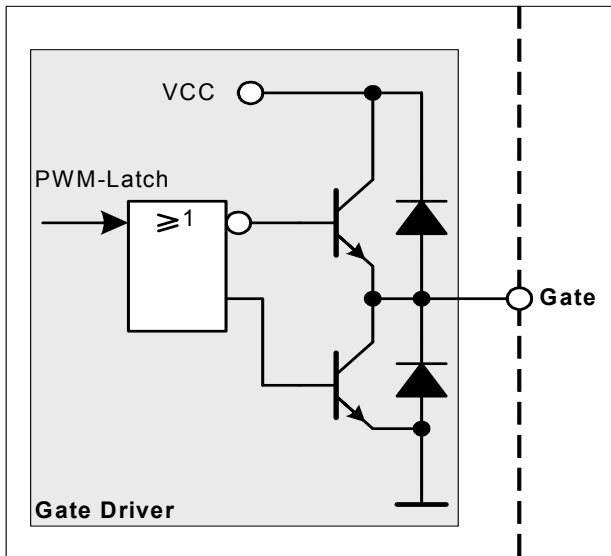 VCC
PWM-Latch
≥1
Gate
Gate Driver